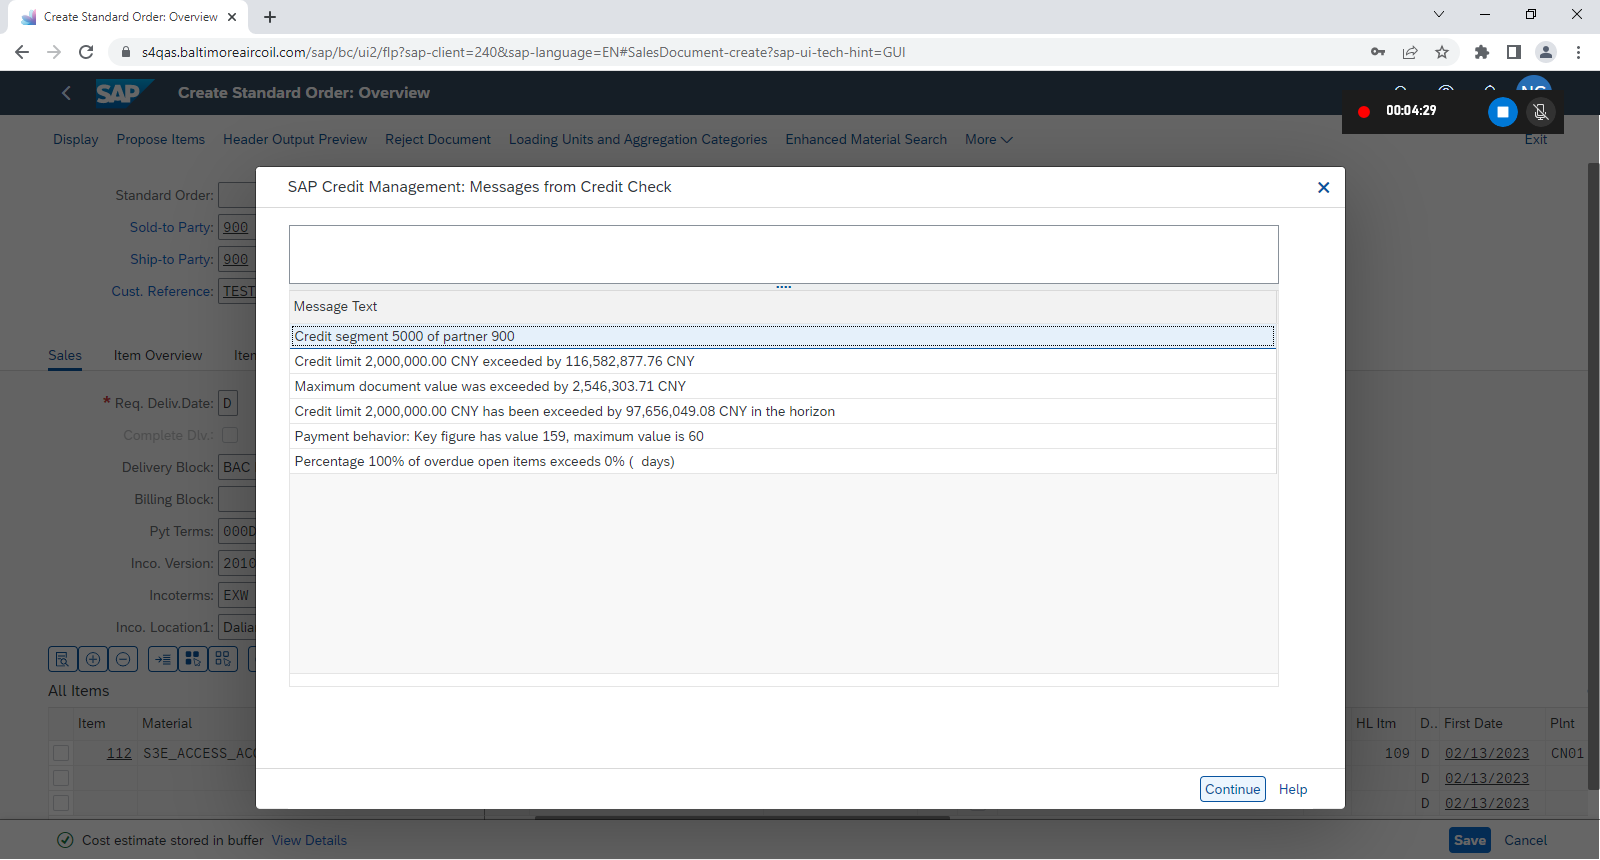 Create Standard Order: Overview
s4qas.baltimoreaircoil.com/sap/bc/ui2/flp?sap-client=240&sap-language=EN#SalesDocument-create?sap-ui-tech-hint=GUI
SAP
Create Standard Order: Overview
00:04:29
Display Propose Items Header Output Preview Reject Document Loading Units and Aggregation Categories Enhanced Material Search More Exit
SAP Credit Management: Messages from Credit Check
Standard Order:
Sold-to Party: 900
Ship-to Party: 900
Cust. Reference: TEST
Message Text
Credit segment 5000 of partner 900
Credit limit 2,000,000.00 CNY exceeded by 116,582,877.76 CNY
Maximum document value was exceeded by 2,546,303.71 CNY
Credit limit 2,000,000.00 CNY has been exceeded by 97,656,049.08 CNY in the horizon
Payment behavior: Key figure has value 159, maximum value is 60
Percentage 100% of overdue open items exceeds 0% ( days)
Sales Item Overview
* Req. Deliv.Date: D
Complete Dlv.:
Delivery Block: BAC
Billing Block:
Pyt Terms: 000D
Inco. Version: 2010
Incoterms: EXW
Inco. Location1: Dalia
All Items
Item Material HL Itm D.. First Date Plnt
112 S3E_ACCESS_AC 109 D 02/13/2023 CN01
D 02/13/2023
D 02/13/2023
Continue Help
Cost estimate stored in buffer View Details
Save Cancel